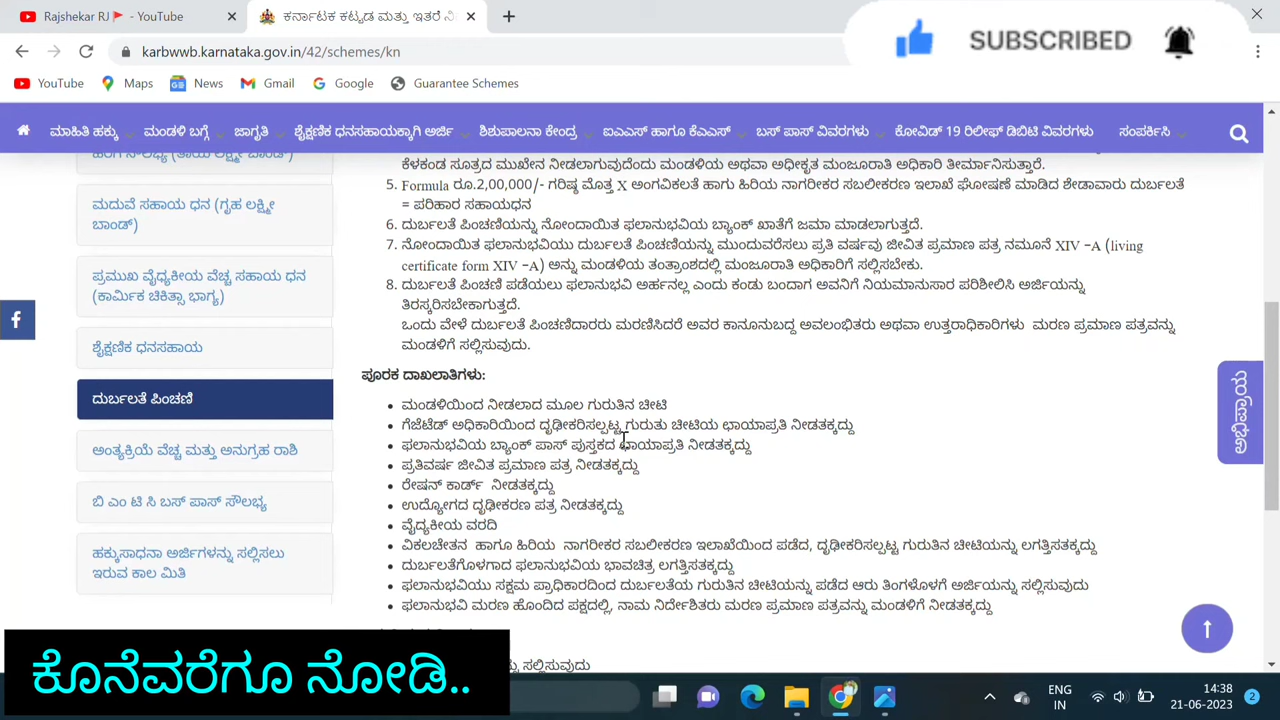 Rajshekar RJ🚩 - YouTube
ಕರ್ನಾಟಕ ಕಟ್ಟಡ ಮತ್ತು ಇತರೆ ನಿ
karbwwb.karnataka.gov.in/42/schemes/kn
SUBSCRIBED
YouTube
Maps
News
Gmail
Google
Guarantee Schemes
ಮಾಹಿತಿ ಹಕ್ಕು
ಮಂಡಳಿ ಬಗ್ಗೆ
ಜಾಗೃತಿ
ಶೈಕ್ಷಣಿಕ ಧನಸಹಾಯಕ್ಕಾಗಿ ಅರ್ಜಿ
ಶಿಶುಪಾಲನಾ ಕೇಂದ್ರ
ಐಎಎಸ್ ಹಾಗೂ ಕೆಎಎಸ್
ಬಸ್ ಪಾಸ್ ವಿವರಗಳು
ಕೋವಿಡ್ 19 ರಿಲೀಫ್ ಡಿಬಿಟಿ ವಿವರಗಳು
ಸಂಪರ್ಕಿಸಿ
ಮದುವೆ ಸಹಾಯ ಧನ (ಗೃಹ ಲಕ್ಷ್ಮೀ
ಬಾಂಡ್)
ಪ್ರಮುಖ ವೈದ್ಯಕೀಯ ವೆಚ್ಚ ಸಹಾಯ ಧನ
(ಕಾರ್ಮಿಕ ಚಿಕಿತ್ಸಾ ಭಾಗ್ಯ)
ಶೈಕ್ಷಣಿಕ ಧನಸಹಾಯ
ದುರ್ಬಲತೆ ಪಿಂಚಣಿ
ಅಂತ್ಯಕ್ರಿಯೆ ವೆಚ್ಚ ಮತ್ತು ಅನುಗ್ರಹ ರಾಶಿ
ಬಿ ಎಂ ಟಿ ಸಿ ಬಸ್ ಪಾಸ್ ಸೌಲಭ್ಯ
ಹಕ್ಕುಸಾಧನಾ ಅರ್ಜಿಗಳನ್ನು ಸಲ್ಲಿಸಲು
ಇರುವ ಕಾಲ ಮಿತಿ
ಕೆಳಕಂಡ ಸೂತ್ರದ ಮುಖೇನ ನೀಡಲಾಗುವುದೆಂದು ಮಂಡಳಿಯ ಅಥವಾ ಅಧೀಕೃತ ಮಂಜೂರಾತಿ ಅಧಿಕಾರಿ ತೀರ್ಮಾನಿಸುತ್ತಾರೆ.
5. Formula ರೂ.2,00,000/- ಗರಿಷ್ಠ ಮೊತ್ತ X ಅಂಗವಿಕಲತೆ ಹಾಗು ಹಿರಿಯ ನಾಗರೀಕರ ಸಬಲೀಕರಣ ಇಲಾಖೆ ಘೋಷಣೆ ಮಾಡಿದ ಶೇಡಾವಾರು ದುರ್ಬಲತೆ
= ಪರಿಹಾರ ಸಹಾಯಧನ
6. ದುರ್ಬಲತೆ ಪಿಂಚಣಿಯನ್ನು ನೋಂದಾಯಿತ ಫಲಾನುಭವಿಯ ಬ್ಯಾಂಕ್ ಖಾತೆಗೆ ಜಮಾ ಮಾಡಲಾಗುತ್ತದೆ.
7. ನೋಂದಾಯಿತ ಫಲಾನುಭವಿಯು ದುರ್ಬಲತೆ ಪಿಂಚಣಿಯನ್ನು ಮುಂದುವರೆಸಲು ಪ್ರತಿ ವರ್ಷವು ಜೀವಿತ ಪ್ರಮಾಣ ಪತ್ರ ನಮೂನೆ XIV -A (living
certificate form XIV -A) ಅನ್ನು ಮಂಡಳಿಯ ತಂತ್ರಾಂಶದಲ್ಲಿ ಮಂಜೂರಾತಿ ಅಧಿಕಾರಿಗೆ ಸಲ್ಲಿಸಬೇಕು.
8. ದುರ್ಬಲತೆ ಪಿಂಚಣಿ ಪಡೆಯಲು ಫಲಾನುಭವಿ ಅರ್ಹನಲ್ಲ ಎಂದು ಕಂಡು ಬಂದಾಗ ಅವನಿಗೆ ನಿಯಮಾನುಸಾರ ಪರಿಶೀಲಿಸಿ ಅರ್ಜಿಯನ್ನು
ತಿರಸ್ಕರಿಸಬೇಕಾಗುತ್ತದೆ.
ಒಂದು ವೇಳೆ ದುರ್ಬಲತೆ ಪಿಂಚಣಿದಾರರು ಮರಣಿಸಿದರೆ ಅವರ ಕಾನೂನುಬದ್ದ ಅವಲಂಭಿತರು ಅಥವಾ ಉತ್ತರಾಧಿಕಾರಿಗಳು ಮರಣ ಪ್ರಮಾಣ ಪತ್ರವನ್ನು
ಮಂಡಳಿಗೆ ಸಲ್ಲಿಸುವುದು.
ಪೂರಕ ದಾಖಲಾತಿಗಳು:
ಮಂಡಳಿಯಿಂದ ನೀಡಲಾದ ಮೂಲ ಗುರುತಿನ ಚೀಟಿ
ಗೆಜೆಟೆಡ್ ಅಧಿಕಾರಿಯಿಂದ ದೃಢೀಕರಿಸಲ್ಪಟ್ಟ ಗುರುತು ಚೀಟಿಯ ಛಾಯಾಪ್ರತಿ ನೀಡತಕ್ಕದ್ದು
ಫಲಾನುಭವಿಯ ಬ್ಯಾಂಕ್ ಪಾಸ್ ಪುಸ್ತಕದ ಛಾಯಾಪ್ರತಿ ನೀಡತಕ್ಕದ್ದು
ಪ್ರತಿವರ್ಷ ಜೀವಿತ ಪ್ರಮಾಣ ಪತ್ರ ನೀಡತಕ್ಕದ್ದು
ರೇಷನ್ ಕಾರ್ಡ್ ನೀಡತಕ್ಕದ್ದು
ಉದ್ಯೋಗದ ದೃಢೀಕರಣ ಪತ್ರ ನೀಡತಕ್ಕದ್ದು
ವೈದ್ಯಕೀಯ ವರದಿ
ವಿಕಲಚೇತನ ಹಾಗೂ ಹಿರಿಯ ನಾಗರೀಕರ ಸಬಲೀಕರಣ ಇಲಾಖೆಯಿಂದ ಪಡೆದ, ದೃಢೀಕರಿಸಲ್ಪಟ್ಟ ಗುರುತಿನ ಚೀಟಿಯನ್ನು ಲಗತ್ತಿಸತಕ್ಕದ್ದು
ದುರ್ಬಲತೆಗೊಳಗಾದ ಫಲಾನುಭವಿಯ ಭಾವಚಿತ್ರ ಲಗತ್ತಿಸತಕ್ಕದ್ದು
ಫಲಾನುಭವಿಯು ಸಕ್ಷಮ ಪ್ರಾಧಿಕಾರದಿಂದ ದುರ್ಬಲತೆಯ ಗುರುತಿನ ಚೀಟಿಯನ್ನು ಪಡೆದ ಆರು ತಿಂಗಳೊಳಗೆ ಅರ್ಜಿಯನ್ನು ಸಲ್ಲಿಸುವುದು
ಫಲಾನುಭವಿ ಮರಣ ಹೊಂದಿದ ಪಕ್ಷದಲ್ಲಿ, ನಾಮ ನಿರ್ದೇಶಿತರು ಮರಣ ಪ್ರಮಾಣ ಪತ್ರವನ್ನು ಮಂಡಳಿಗೆ ನೀಡತಕ್ಕದ್ದು
ಸಲ್ಲಿಸುವುದು
ಅಭಿಪ್ರಾಯ
ಕೊನೆವರೆಗೂ ನೋಡಿ..
ENG
IN
14:38
21-06-2023
2